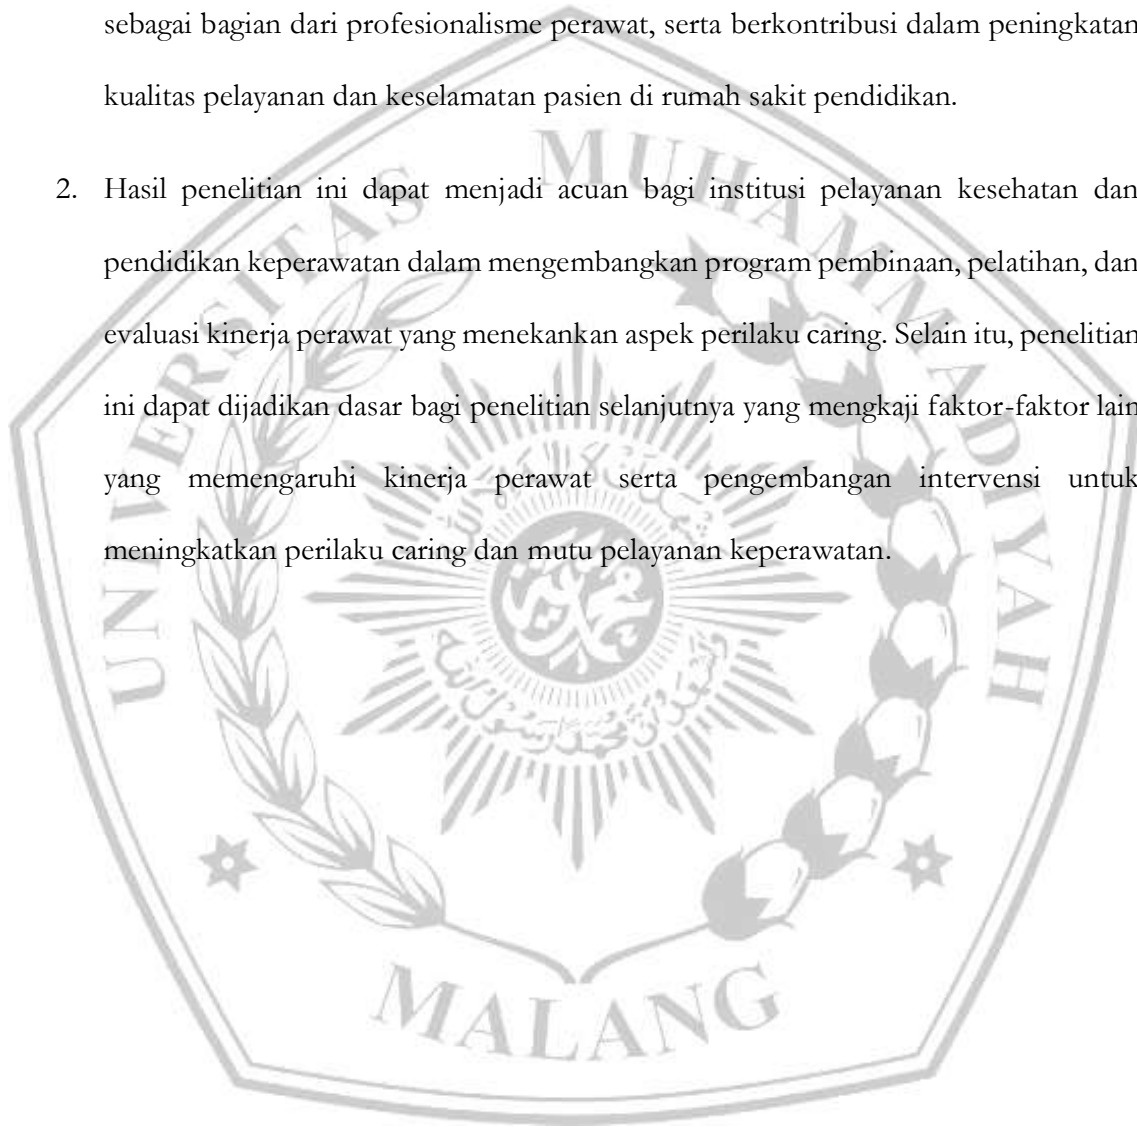 sebagai bagian dari profesionalisme perawat, serta berkontribusi dalam peningkatan
kualitas pelayanan dan keselamatan pasien di rumah sakit pendidikan.
2. Hasil penelitian ini dapat menjadi acuan bagi institusi pelayanan kesehatan dan
pendidikan keperawatan dalam mengembangkan program pembinaan, pelatihan, dan
evaluasi kinerja perawat yang menekankan aspek perilaku caring. Selain itu, penelitian
ini dapat dijadikan dasar bagi penelitian selanjutnya yang mengkaji faktor-faktor lain
yang memengaruhi kinerja perawat serta pengembangan intervensi untuk
meningkatkan perilaku caring dan mutu pelayanan keperawatan.
UNIVERSITAS MUHAMMADIYAH
MALANG